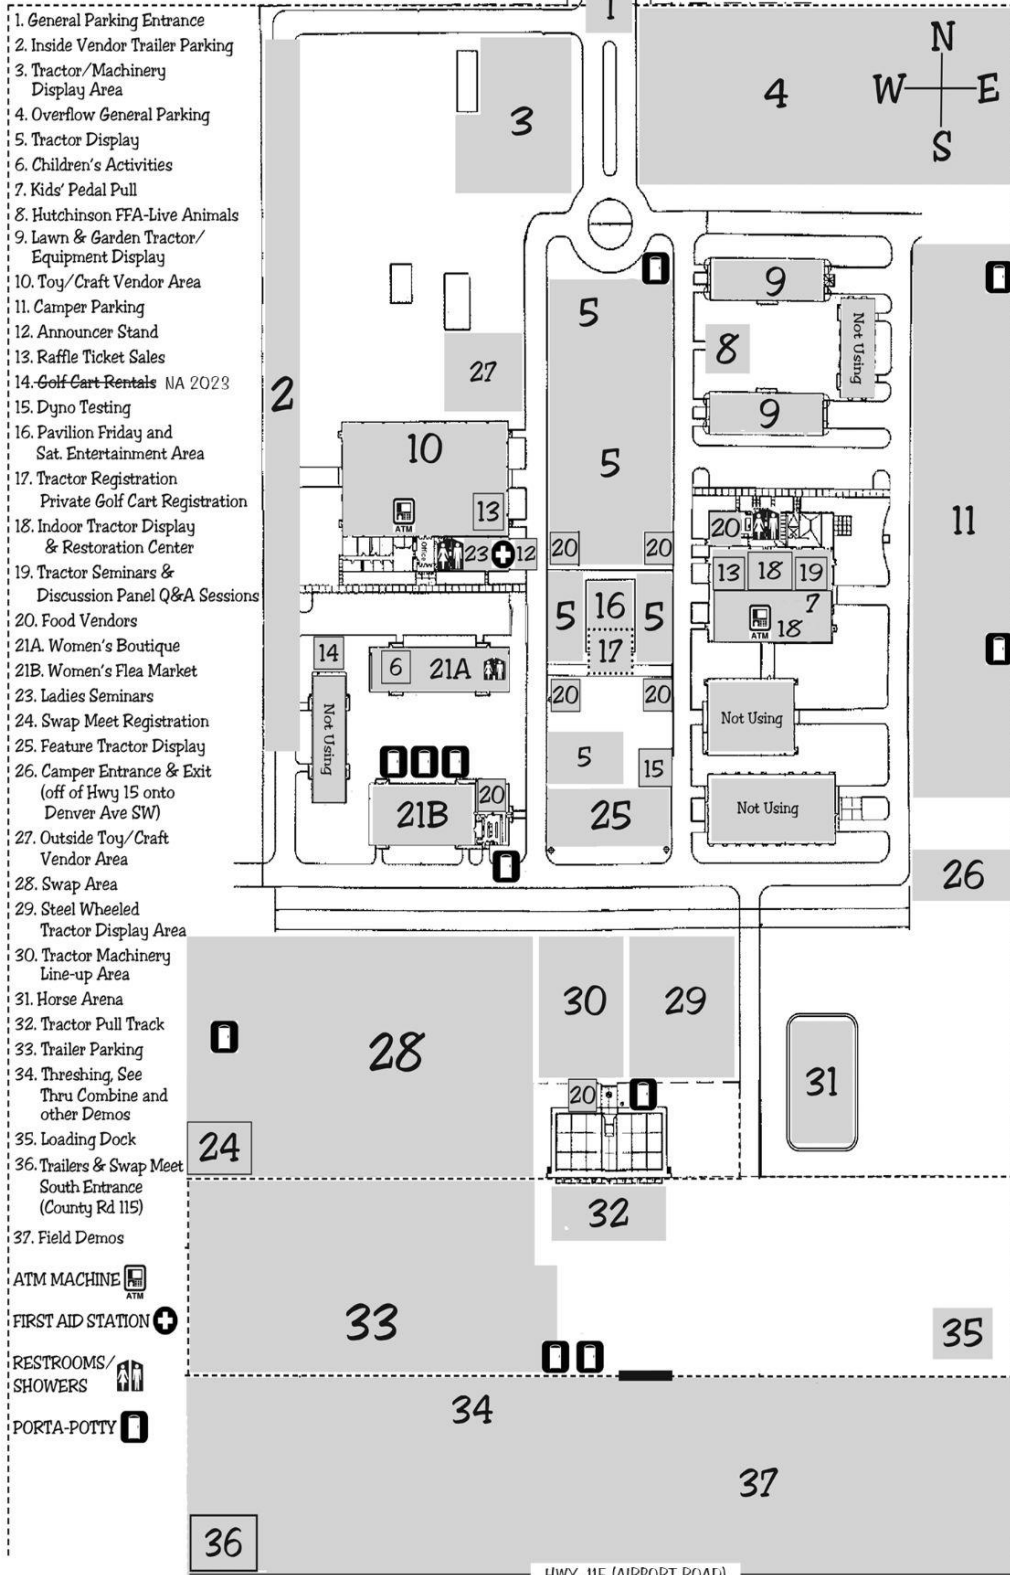 1. General Parking Entrance
2. Inside Vendor Trailer Parking
3. Tractor/Machinery
Display Area
4. Overflow General Parking
5. Tractor Display
6. Children's Activities
7. Kids' Pedal Pull
8. Hutchinson FFA-Live Animals
9. Lawn & Garden Tractor/
Equipment Display
10. Toy/Craft Vendor Area
11. Camper Parking
12. Announcer Stand
13. Raffle Ticket Sales
14. Golf Cart Rentals NA 2023
15. Dyno Testing
16. Pavilion Friday and
Sat. Entertainment Area
17. Tractor Registration
Private Golf Cart Registration
18. Indoor Tractor Display
& Restoration Center
19. Tractor Seminars &
Discussion Panel Q&A Sessions
20. Food Vendors
21A. Women's Boutique
21B. Women's Flea Market
23. Ladies Seminars
24. Swap Meet Registration
25. Feature Tractor Display
26. Camper Entrance & Exit
(off of Hwy 15 onto
Denver Ave SW)
27. Outside Toy/Craft
Vendor Area
28. Swap Area
29. Steel Wheeled
Tractor Display Area
30. Tractor Machinery
Line-up Area
31. Horse Arena
32. Tractor Pull Track
33. Trailer Parking
34. Threshing, See
Thru Combine and
other Demos
35. Loading Dock
36. Trailers & Swap Meet
South Entrance
(County Rd 115)
37. Field Demos
ATM MACHINE
ATM
FIRST AID STATION
RESTROOMS/
SHOWERS
PORTA-POTTY
1
N
W E
S
4
3
5
9
8
Not Using
27
2
9
10
5
11
ATM
13
20
Office
23
12
20
20
13
18
19
5
16
5
7
ATM
18
17
14
6
21A
20
20
Not Using
Not Using
5
15
20
21B
25
Not Using
26
30
29
28
31
20
24
32
33
35
34
37
36